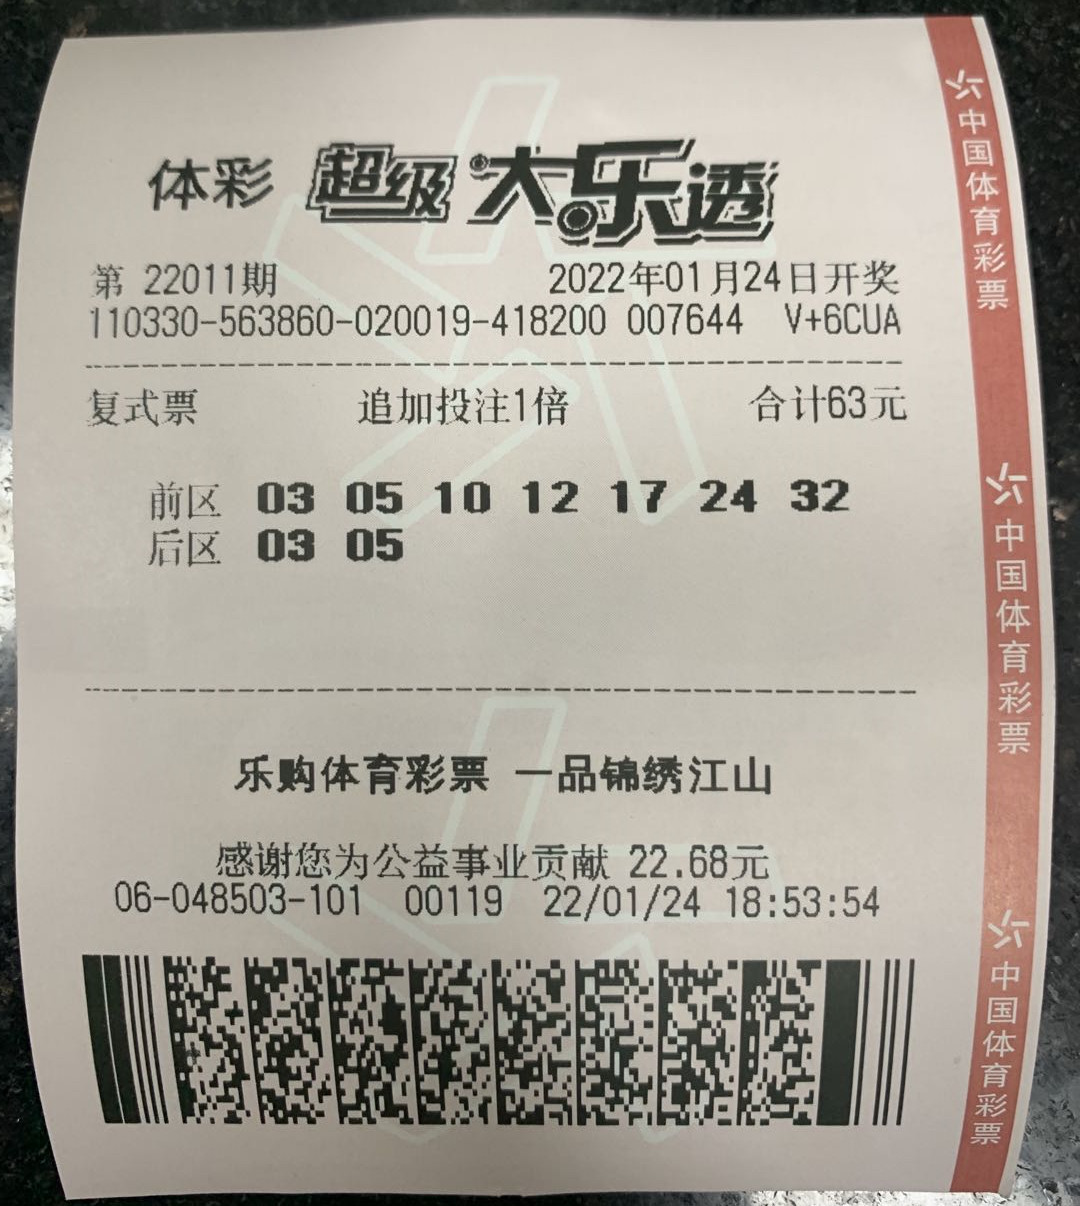 体彩 超级大乐透
第 22011期 2022年01月24日开奖
110330-563860-020019-418200 007644 V+6CUA
复式票 追加投注1倍 合计63元
前区 03 05 10 12 17 24 32
后区 03 05
乐购体育彩票 一品锦绣江山
感谢您为公益事业贡献 22.68元
06-048503-101 00119 22/01/24 18:53:54
中国体育彩票
中国体育彩票
中国体育彩票